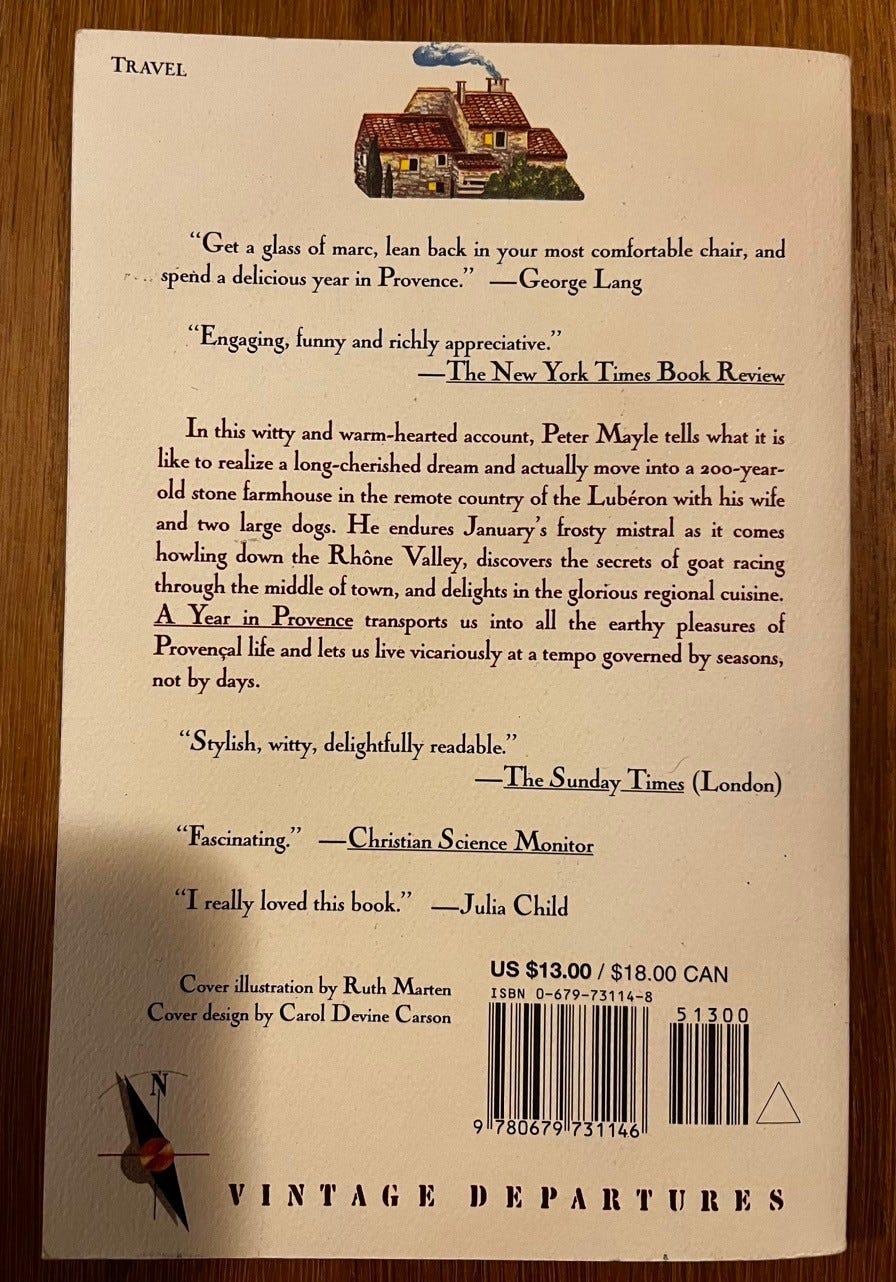 TRAVEL
“Get a glass of marc, lean back in your most comfortable chair, and
spend a delicious year in Provence.” —George Lang
“Engaging, funny and richly appreciative.”
—The New York Times Book Review
In this witty and warm-hearted account, Peter Mayle tells what it is
like to realize a long-cherished dream and actually move into a 200-year-
old stone farmhouse in the remote country of the Lubéron with his wife
and two large dogs. He endures January’s frosty mistral as it comes
howling down the Rhône Valley, discovers the secrets of goat racing
through the middle of town, and delights in the glorious regional cuisine.
A Year in Provence transports us into all the earthy pleasures of
Provençal life and lets us live vicariously at a tempo governed by seasons,
not by days.
“Stylish, witty, delightfully readable.”
—The Sunday Times (London)
“Fascinating.” —Christian Science Monitor
“I really loved this book.” —Julia Child
Cover illustration by Ruth Marten
Cover design by Carol Devine Carson
US $13.00 / $18.00 CAN
ISBN 0-679-73114-8
51300
9 780679 731146
N
VINTAGE DEPARTURES